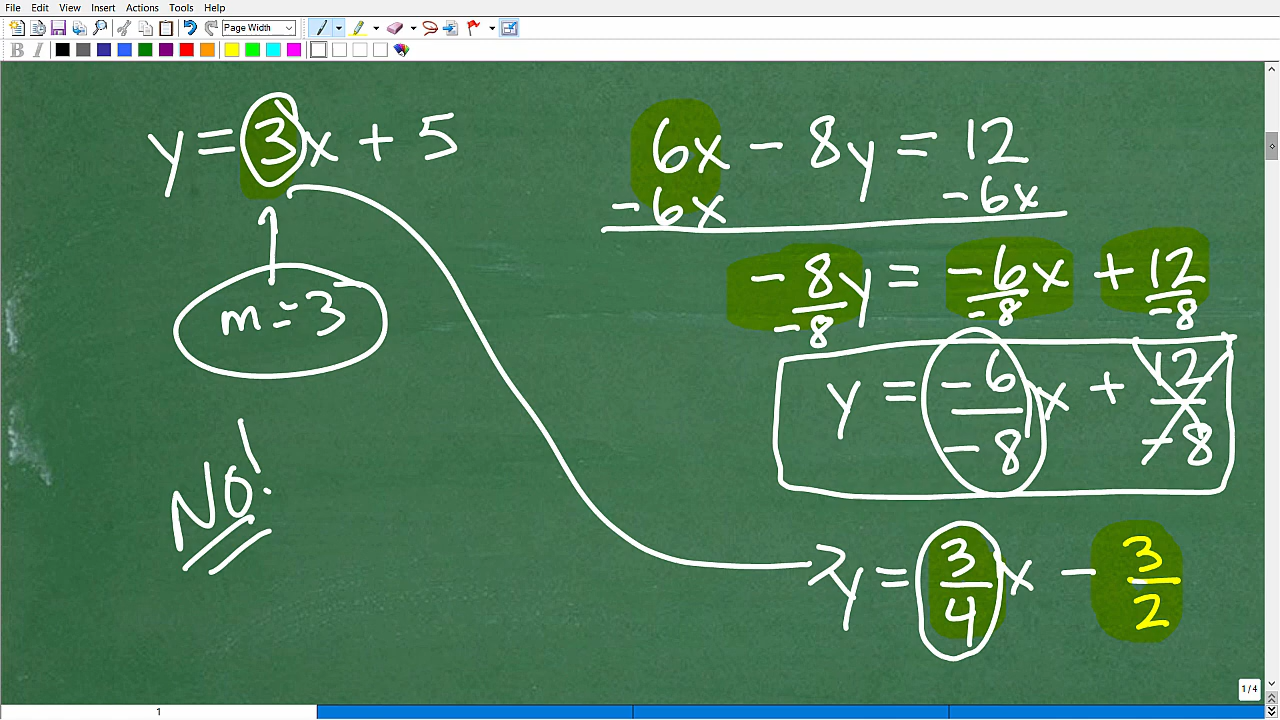 File Edit View Insert Actions Tools Help
Page Width
B I
y = 3x + 5
m = 3
NO!
6x - 8y = 12
-6x -6x
-8y = -6x + 12
-8 -8 -8
y = -6/-8 x + 12/-8
y = 3/4 x - 3/2
1/4
1